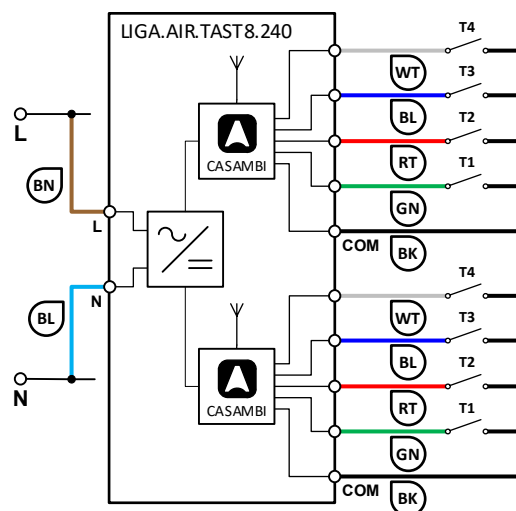 LIGA.AIR.TAST8.240
T4
WT
T3
BL
T2
RT
T1
GN
COM
BK
CASAMBI
L
BN
L
N
BL
N
T4
WT
T3
BL
T2
RT
T1
GN
COM
BK
CASAMBI